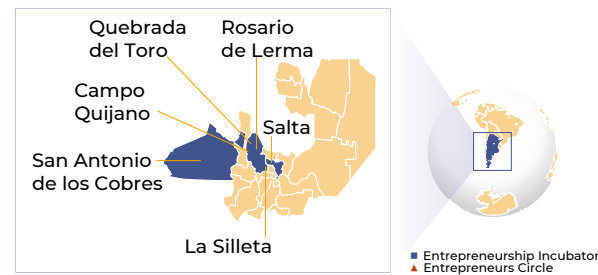 Quebrada
del Toro
Rosario
de Lerma
Campo
Quijano
Salta
San Antonio
de los Cobres
La Silleta
Entrepreneurship Incubator
Entrepreneurs Circle